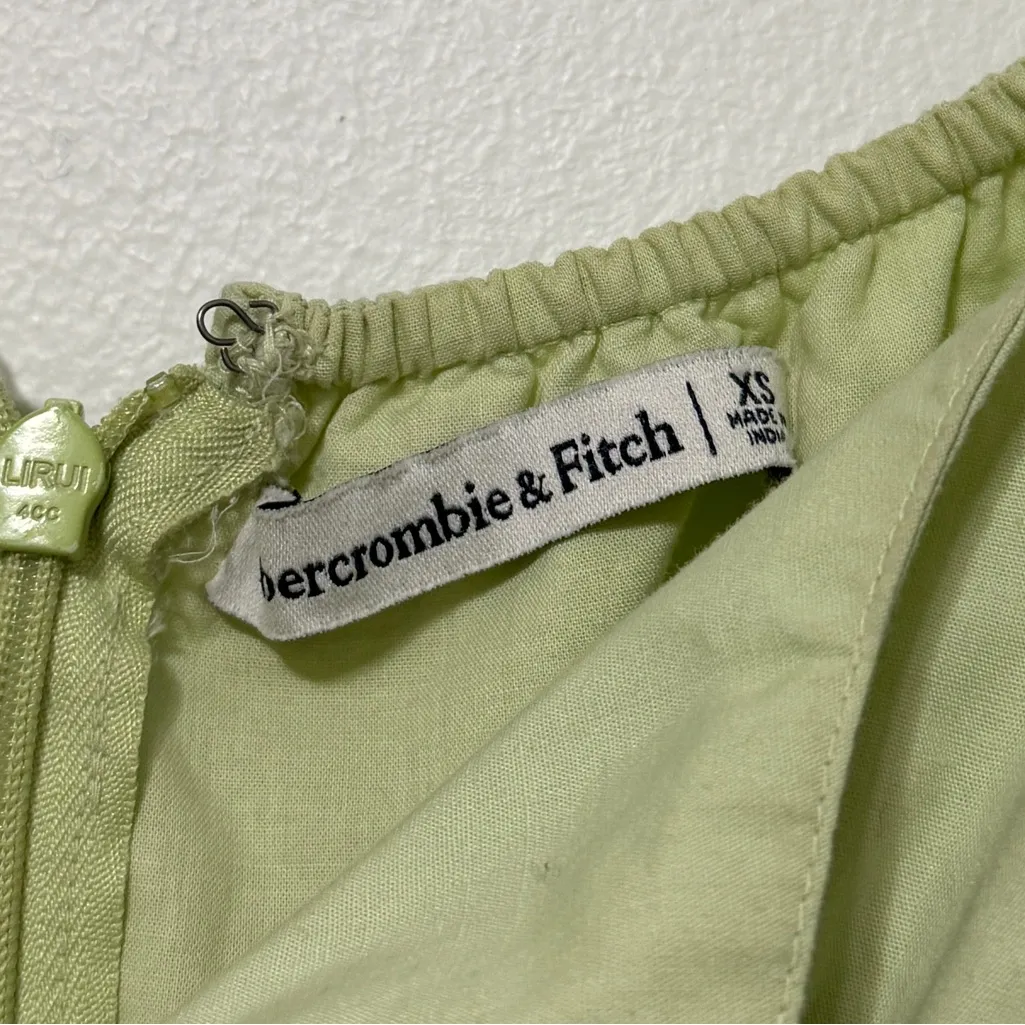 LIRUI
4CC
bercrombie & Fitch | XS
MADE
INDIA